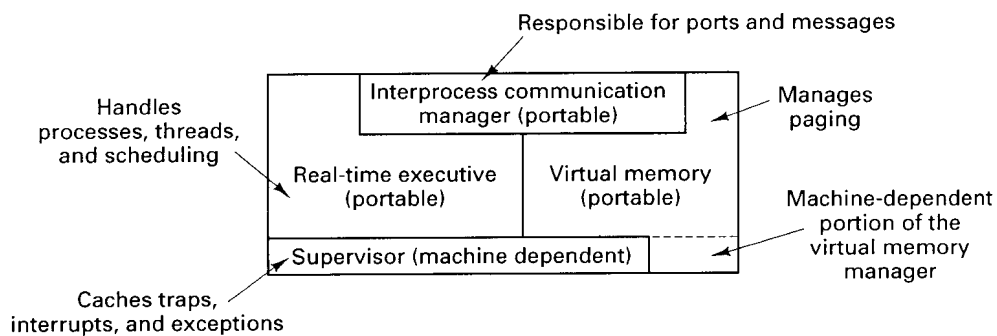 Responsible for ports and messages
Interprocess communication
manager (portable)
Handles
processes, threads,
and scheduling
Manages
paging
Real-time executive
(portable)
Virtual memory
(portable)
Machine-dependent
portion of the
virtual memory
manager
Supervisor (machine dependent)
Caches traps,
interrupts, and exceptions